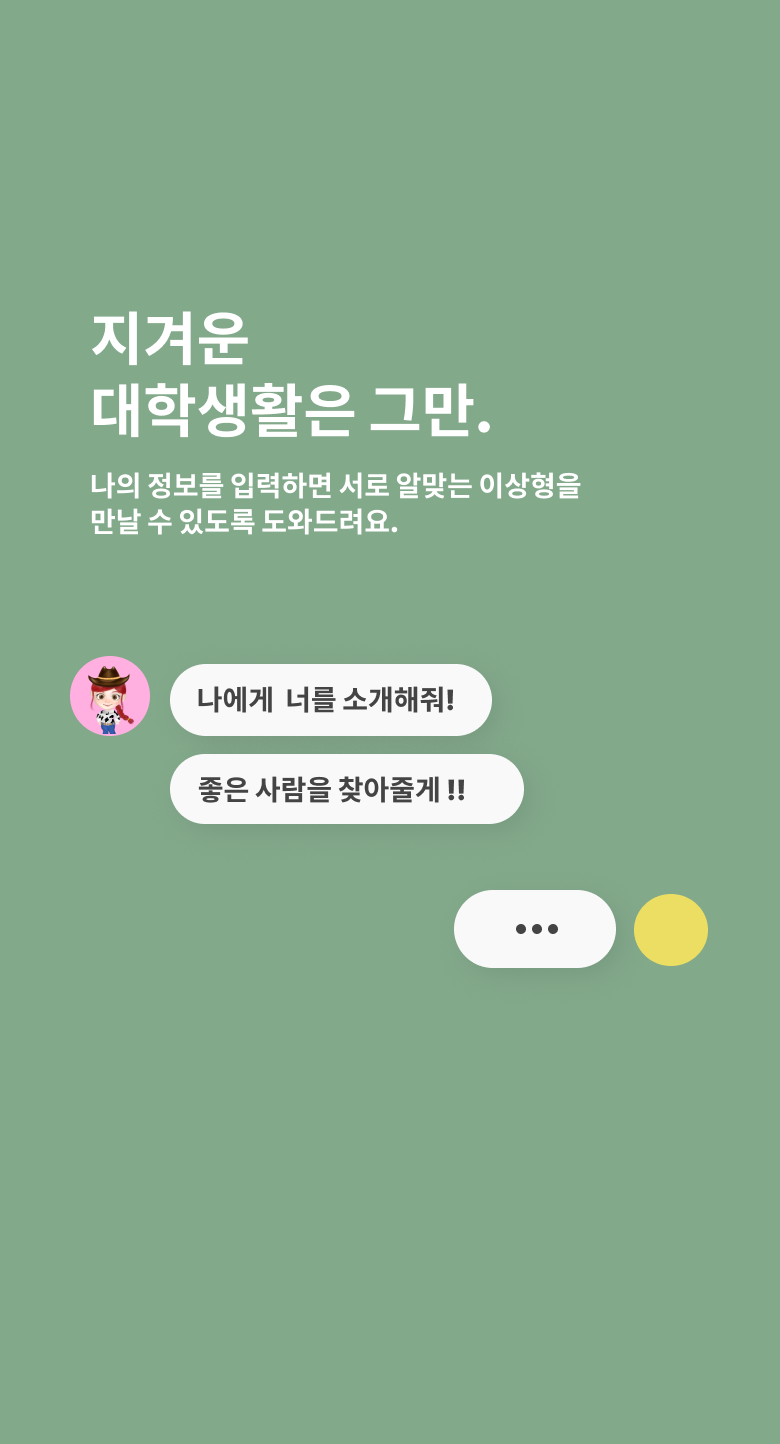 지겨운
대학생활은 그만.
나의 정보를 입력하면 서로 알맞는 이상형을
만날 수 있도록 도와드려요.
나에게 너를 소개해줘!
좋은 사람을 찾아줄게 !!
•••